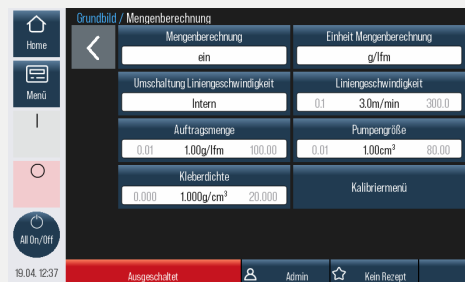 Grundbild / Mengenberechnung
Home
Menü
All On/Off
19.04. 12:37
Mengenberechnung
ein
Einheit Mengenberechnung
g/lfm
Umschaltung Liniengeschwindigkeit
Intern
Liniengeschwindigkeit
0.1 3.0m/min 300.0
Auftragsmenge
0.01 1.00g/lfm 100.00
Pumpengröße
0.01 1.00cm³ 80.00
Kleberdichte
0.000 1.000g/cm³ 20.000
Kalibriermenü
Ausgeschaltet
Admin
Kein Rezept